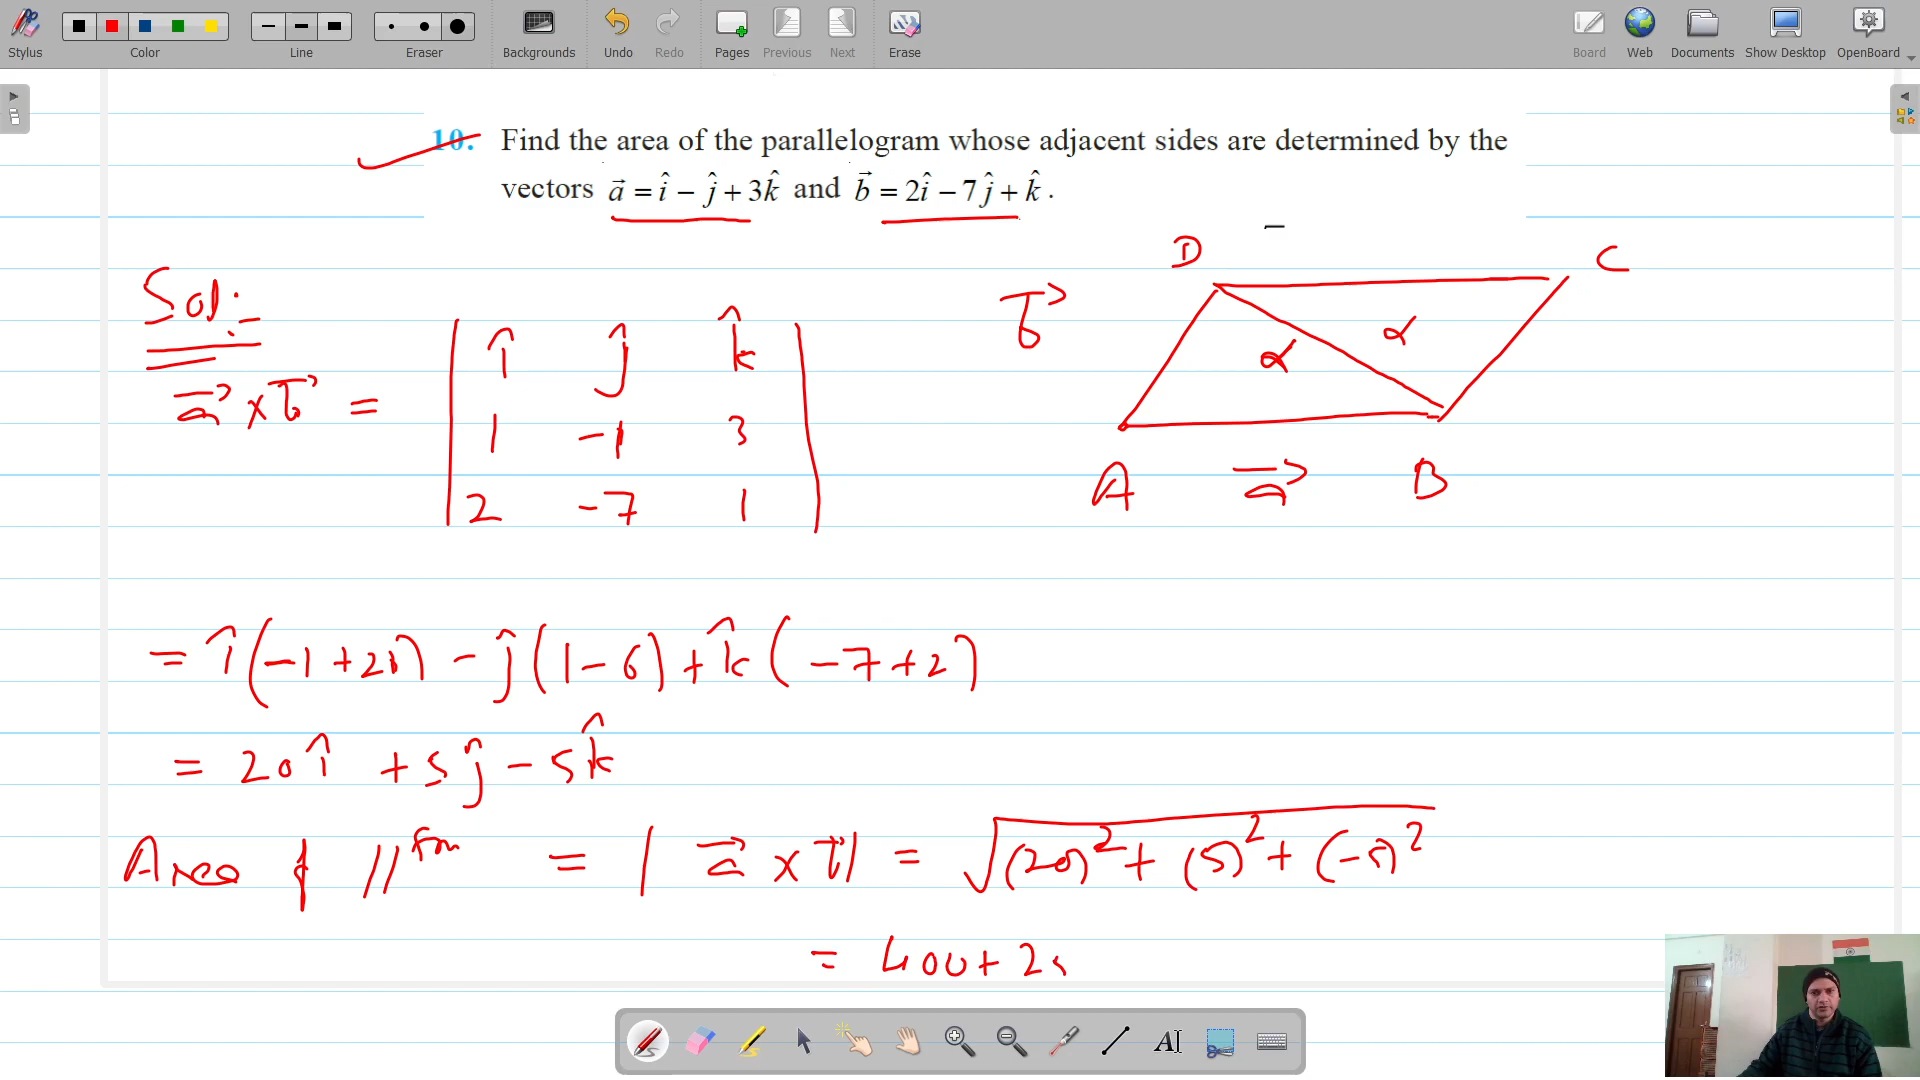 Stylus Color Line Eraser Backgrounds Undo Redo Pages Previous Next Erase Board Web Documents Show Desktop OpenBoard
10. Find the area of the parallelogram whose adjacent sides are determined by the
vectors a⃗ = î − ĵ + 3k̂ and b⃗ = 2î − 7ĵ + k̂ .
Sol:-
a⃗ × b⃗ =
î ĵ k̂
1 -1 3
2 -7 1
D C
b⃗
α α
A a⃗ B
= î(-1+21) - ĵ(1-6) + k̂(-7+2)
= 20î + 5ĵ - 5k̂
Area of //fm = |a⃗ × b⃗| = √(20)² + (5)² + (-5)²
= 400 + 25